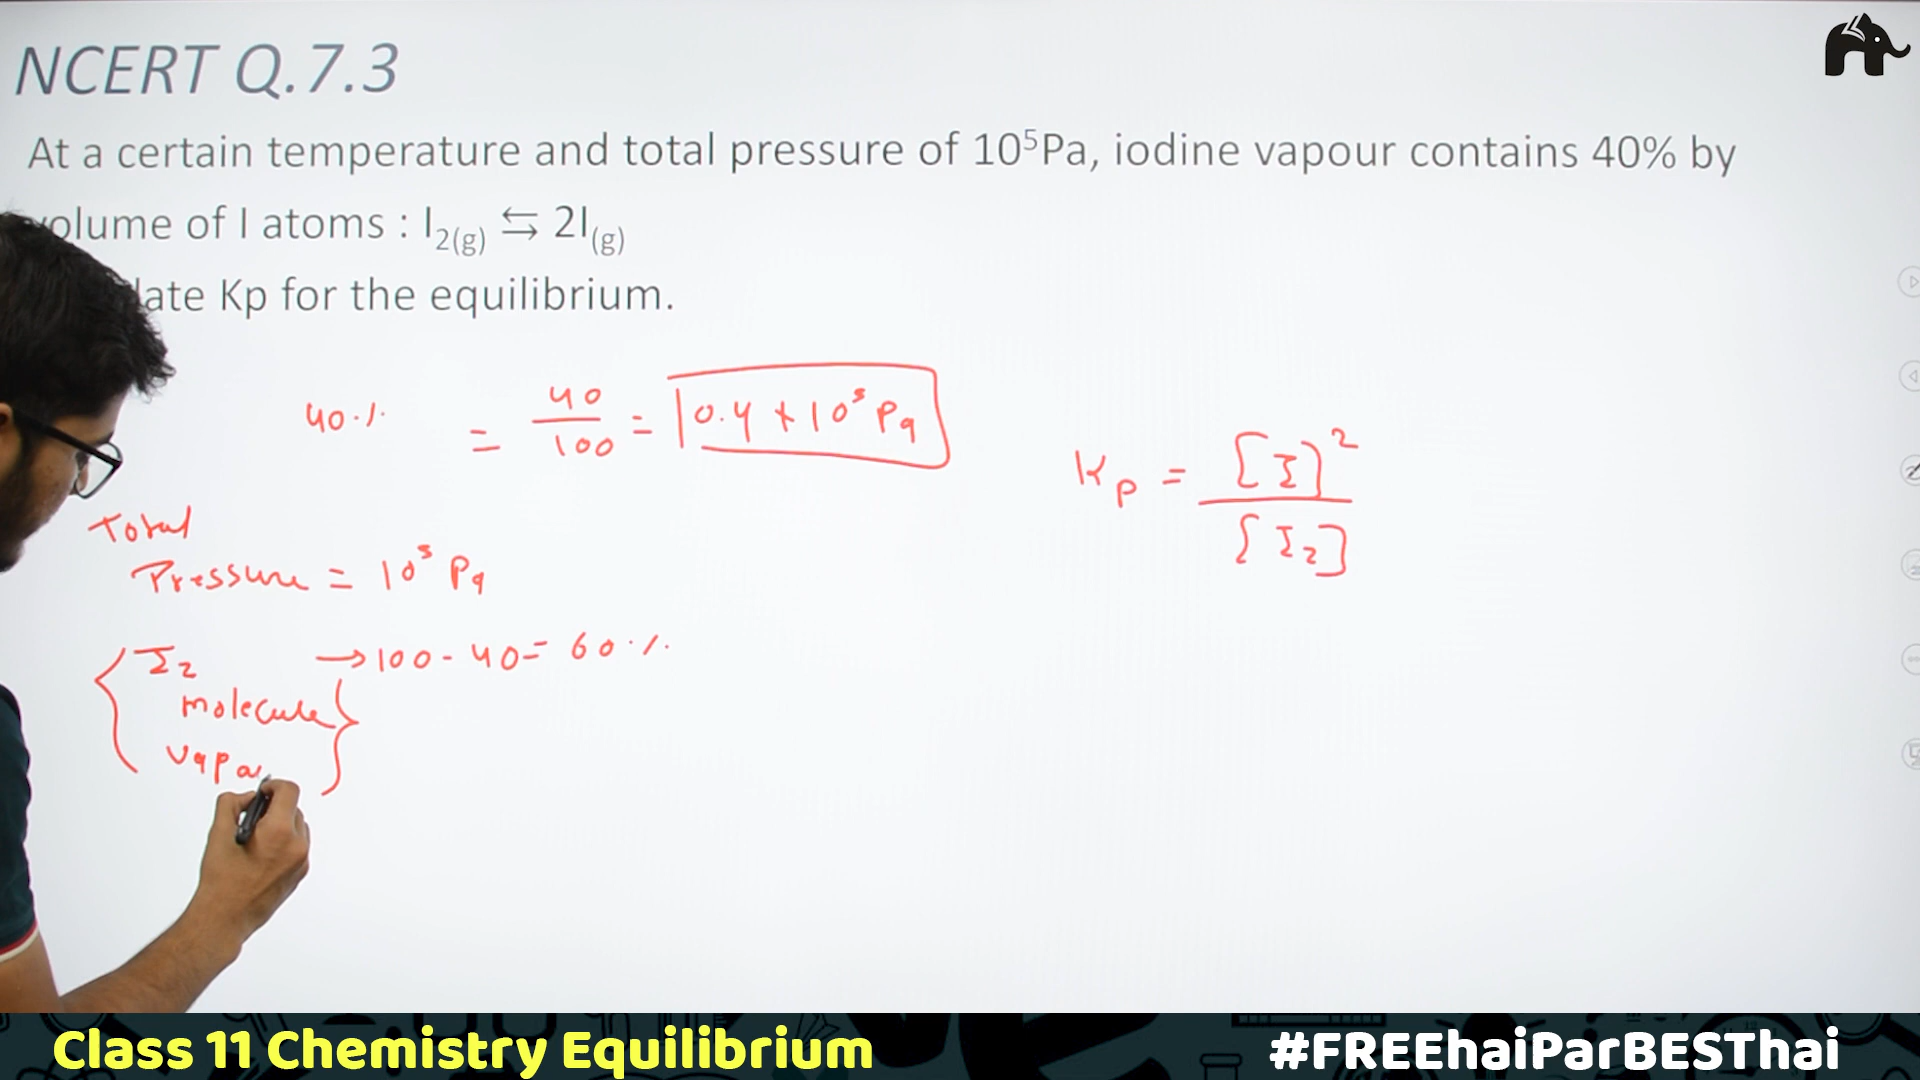 NCERT Q.7.3
At a certain temperature and total pressure of 10⁵Pa, iodine vapour contains 40% by
volume of I atoms : I₂(g) ⇆ 2I(g)
late Kp for the equilibrium.
40% = 40/100 = 0.4 × 10⁵ Pa
Kp = [I]² / [I₂]
Total
Pressure = 10⁵ Pa
I₂ → 100 - 40 = 60%
molecule
vapou
Class 11 Chemistry Equilibrium
#FREEhaiParBESThai